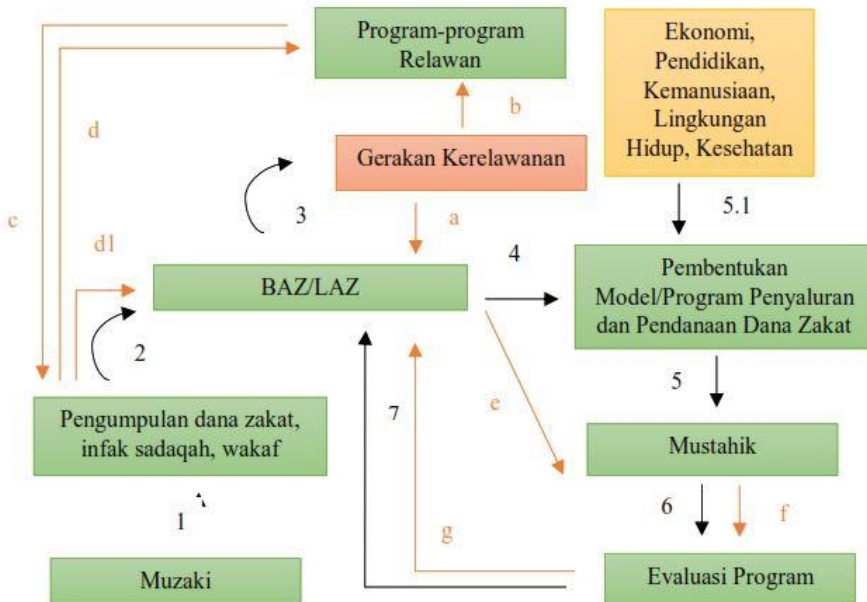 Program-program
Relawan
Ekonomi,
Pendidikan,
Kemanusiaan,
Lingkungan
Hidup, Kesehatan
d
b
Gerakan Kerelawanan
c
3
a
5.1
d1
4
BAZ/LAZ
Pembentukan
Model/Program Penyaluran
dan Pendanaan Dana Zakat
2
5
7
e
Pengumpulan dana zakat,
infak sadaqah, wakaf
Mustahik
1
6
f
g
Muzaki
Evaluasi Program